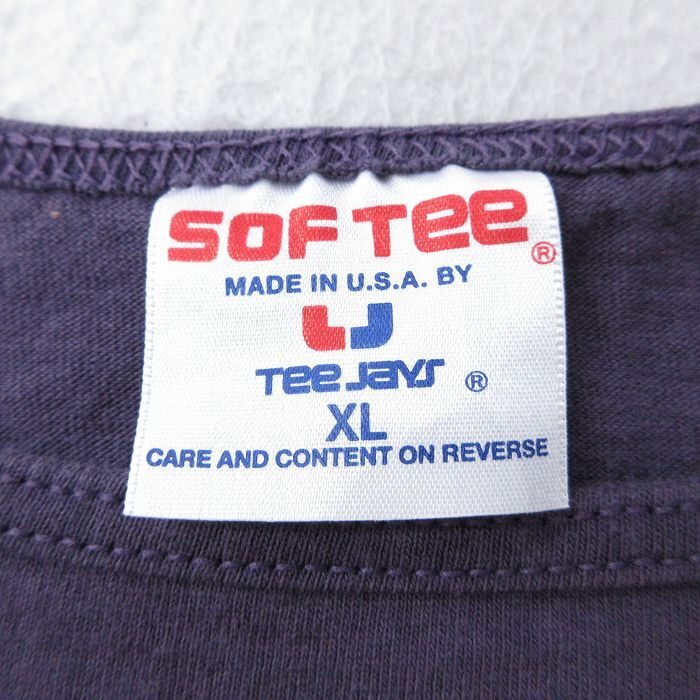 SOF TEE ®
MADE IN U.S.A. BY
TEE JAYS ®
XL
CARE AND CONTENT ON REVERSE